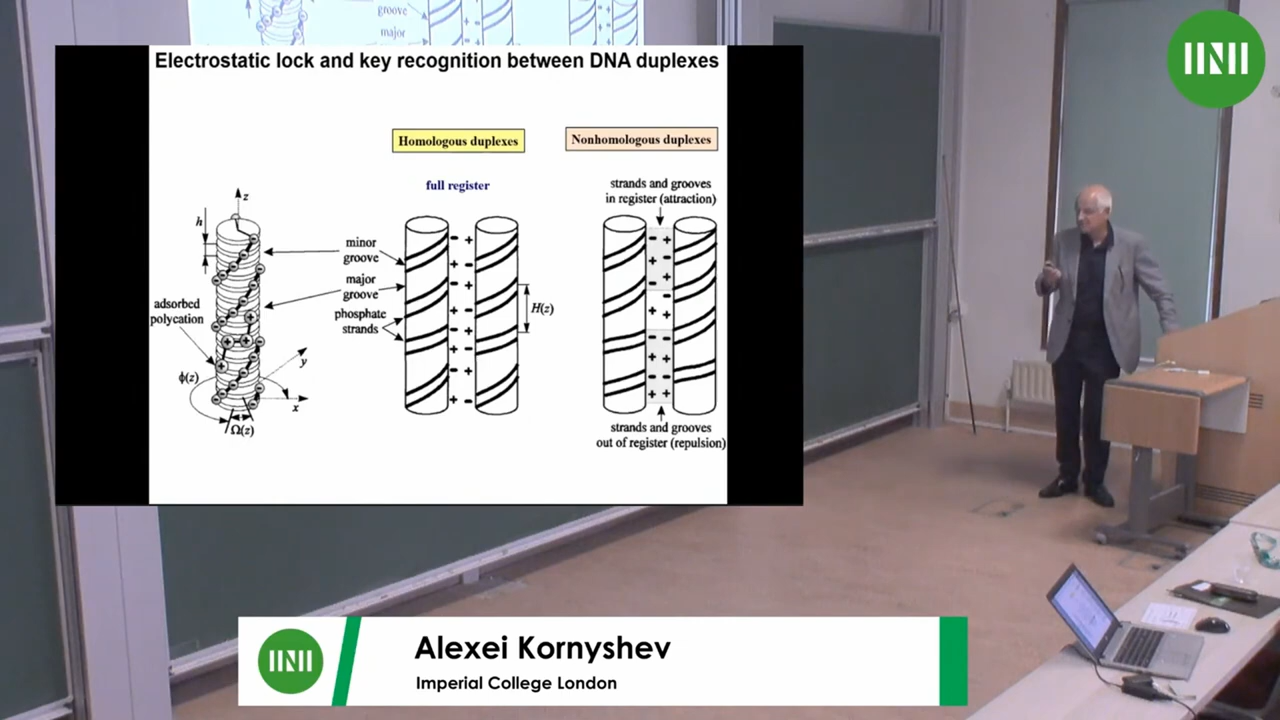 groove
major
Electrostatic lock and key recognition between DNA duplexes
Homologous duplexes
Nonhomologous duplexes
full register
strands and grooves
in register (attraction)
z
h
minor
groove
major
groove
phosphate
strands
adsorbed
polycation
H(z)
y
ϕ(z)
x
Ω(z)
strands and grooves
out of register (repulsion)
Alexei Kornyshev
Imperial College London